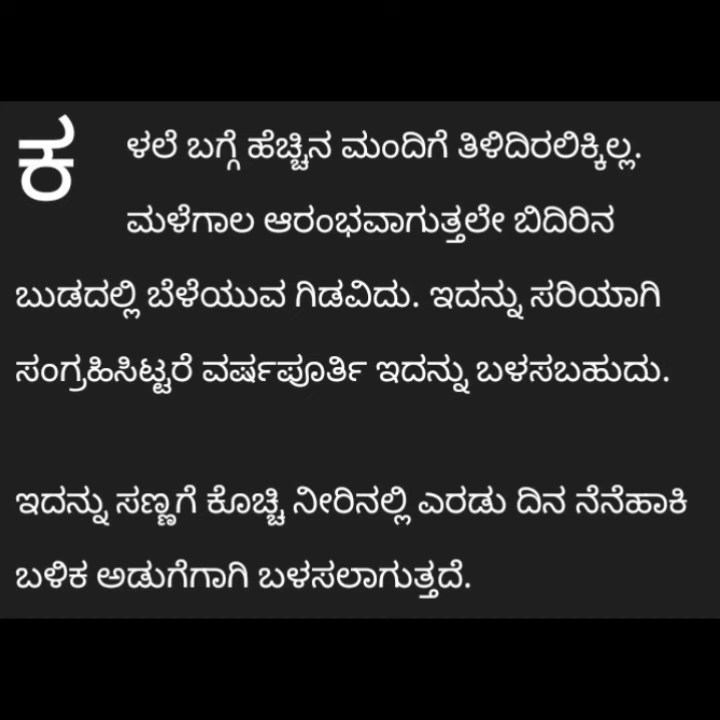 ಕಳಲೆ ಬಗ್ಗೆ ಹೆಚ್ಚಿನ ಮಂದಿಗೆ ತಿಳಿದಿರಲಿಕ್ಕಿಲ್ಲ.
ಮಳೆಗಾಲ ಆರಂಭವಾಗುತ್ತಲೇ ಬಿದಿರಿನ
ಬುಡದಲ್ಲಿ ಬೆಳೆಯುವ ಗಿಡವಿದು. ಇದನ್ನು ಸರಿಯಾಗಿ
ಸಂಗ್ರಹಿಸಿಟ್ಟರೆ ವರ್ಷಪೂರ್ತಿ ಇದನ್ನು ಬಳಸಬಹುದು.
ಇದನ್ನು ಸಣ್ಣಗೆ ಕೊಚ್ಚಿ ನೀರಿನಲ್ಲಿ ಎರಡು ದಿನ ನೆನೆಹಾಕಿ
ಬಳಿಕ ಅಡುಗೆಗಾಗಿ ಬಳಸಲಾಗುತ್ತದೆ.